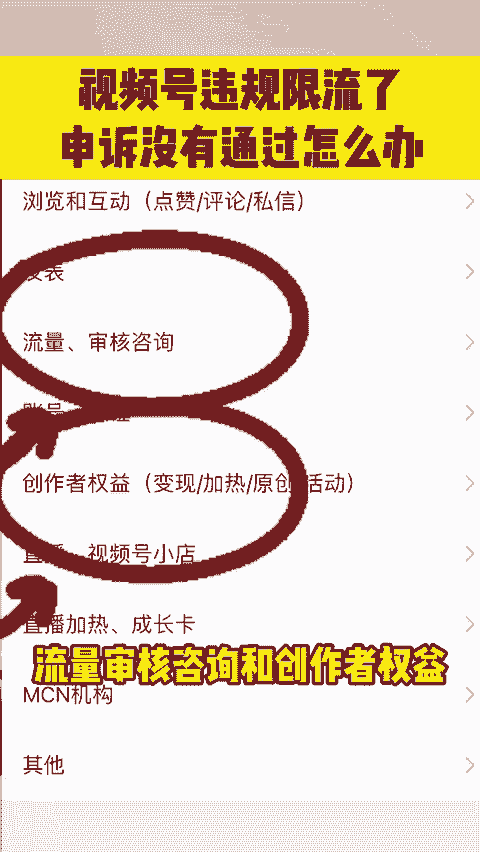 视频号违规限流了
申诉没有通过怎么办
浏览和互动（点赞/评论/私信）
发表
流量、审核咨询
创作者权益（变现/加热/原创/活动）
直播、视频号小店
直播加热、成长卡
流量审核咨询和创作者权益
MCN机构
其他